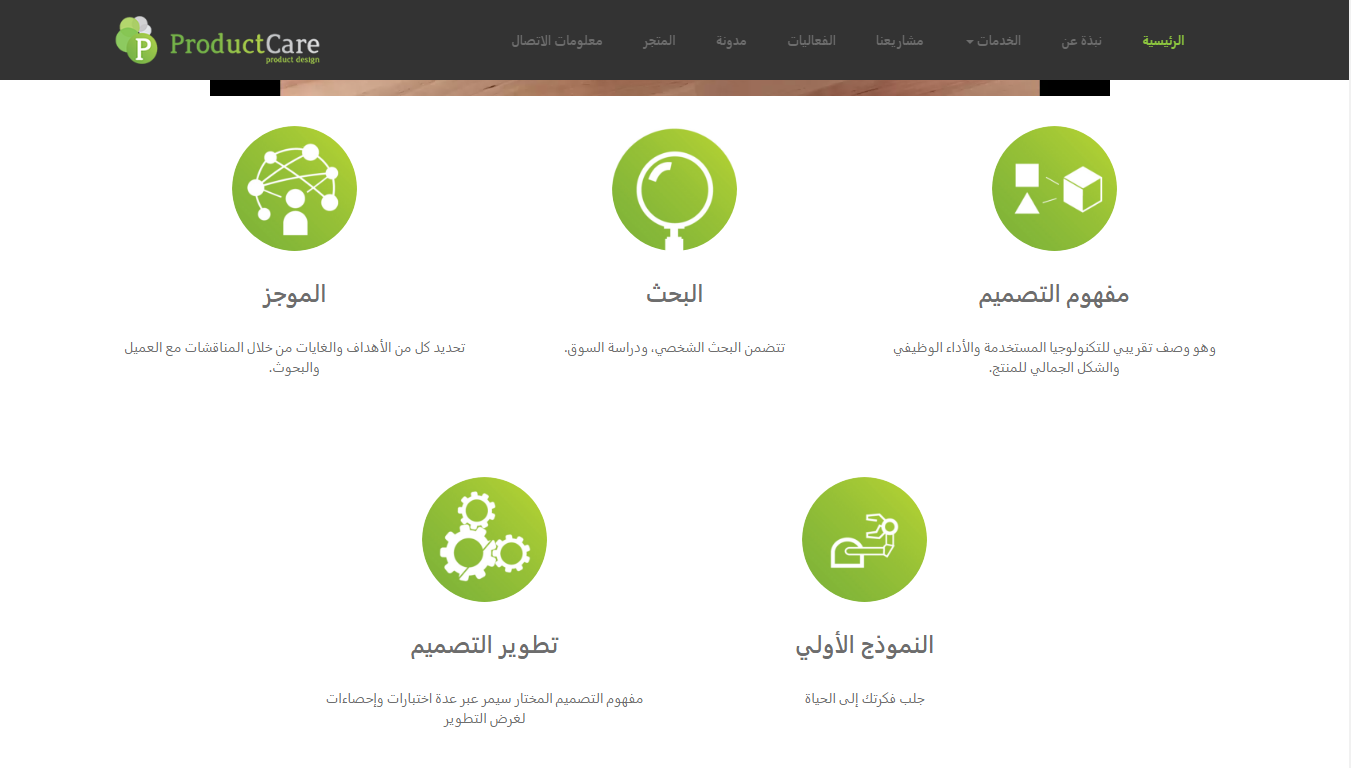 P ProductCare
product design
الرئيسية
نبذة عن
الخدمات
مشاريعنا
الفعاليات
مدونة
المتجر
معلومات الاتصال
مفهوم التصميم
وهو وصف تقريبي للتكنولوجيا المستخدمة والأداء الوظيفي
والشكل الجمالي للمنتج.
البحث
تتضمن البحث الشخصي، ودراسة السوق.
الموجز
تحديد كل من الأهداف والغايات من خلال المناقشات مع العميل
والبحوث.
النموذج الأولي
جلب فكرتك إلى الحياة
تطوير التصميم
مفهوم التصميم المختار سيمر عبر عدة اختبارات وإحصاءات
لغرض التطوير